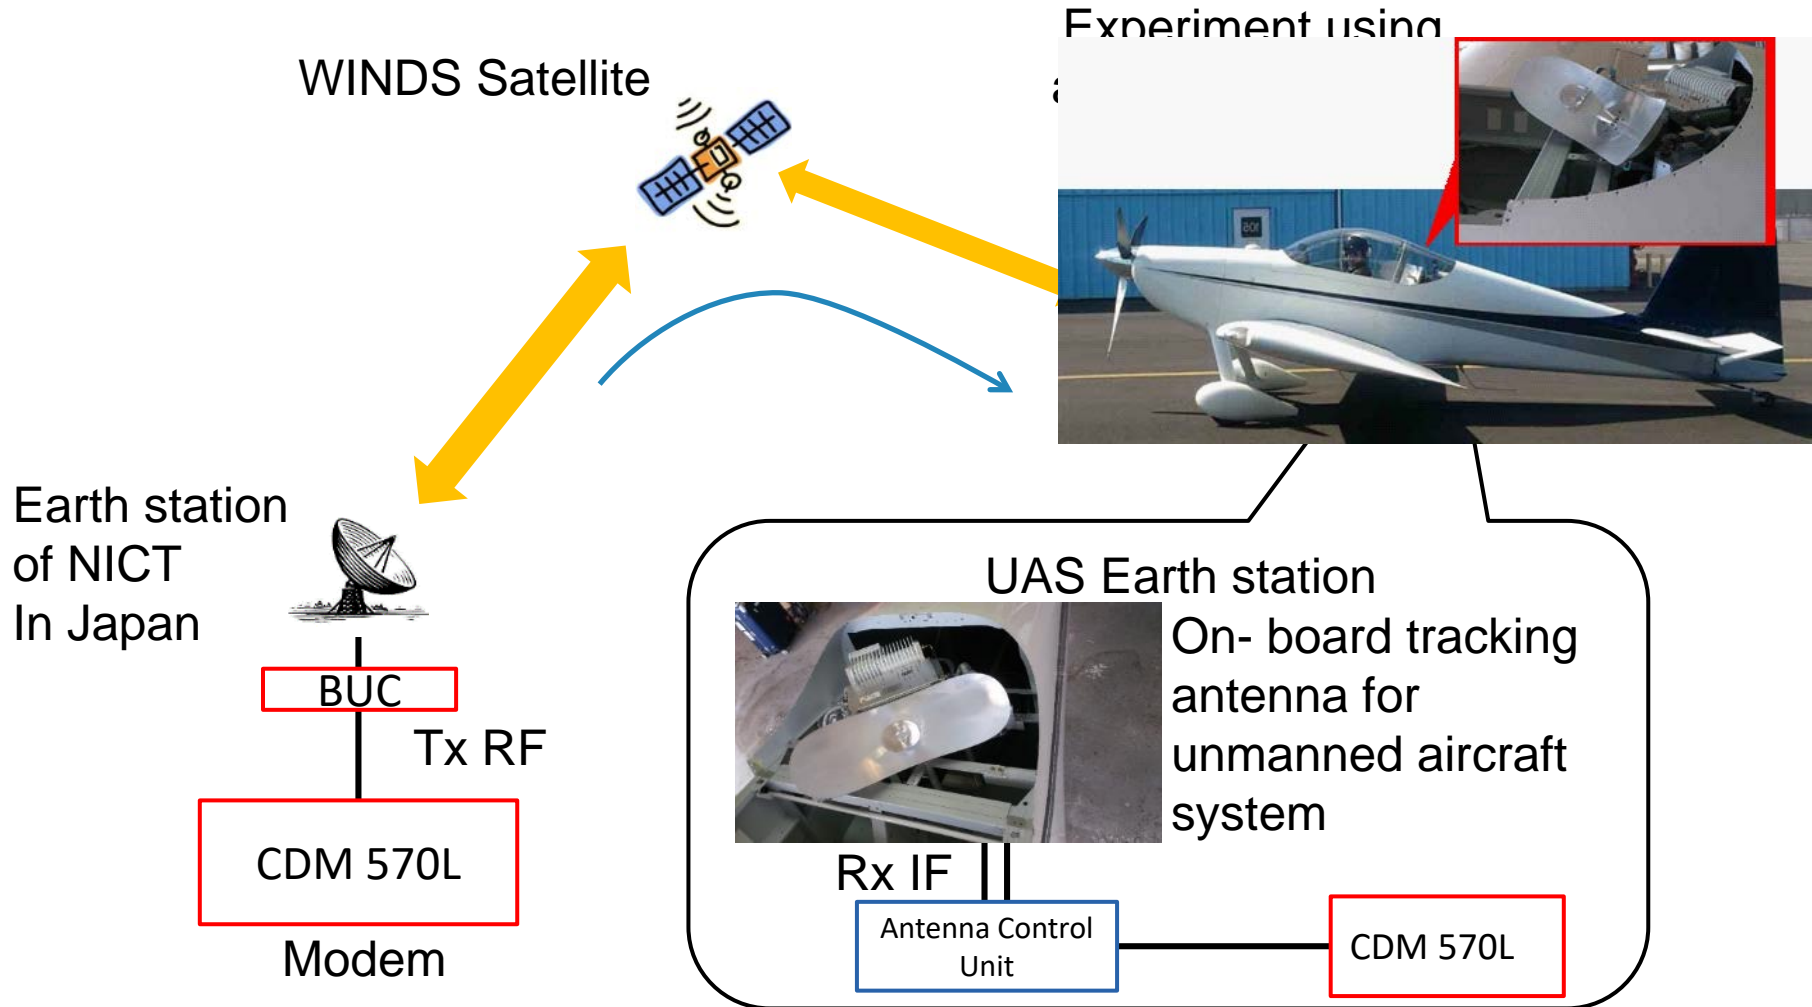 Experiment using
WINDS Satellite
Earth station
of NICT
In Japan
BUC
Tx RF
CDM 570L
Modem
UAS Earth station
On- board tracking
antenna for
unmanned aircraft
system
Rx IF
Antenna Control
Unit
CDM 570L